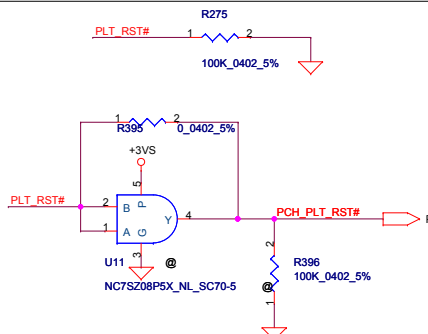 R275
PLT_RST#
1
2
100K_0402_5%
1
2
R395
0_0402_5%
+3VS
5
PLT_RST#
2
B
P
Y
4
PCH_PLT_RST#
1
A
G
3
2
U11
@
R396
100K_0402_5%
@
NC7SZ08P5X_NL_SC70-5
1